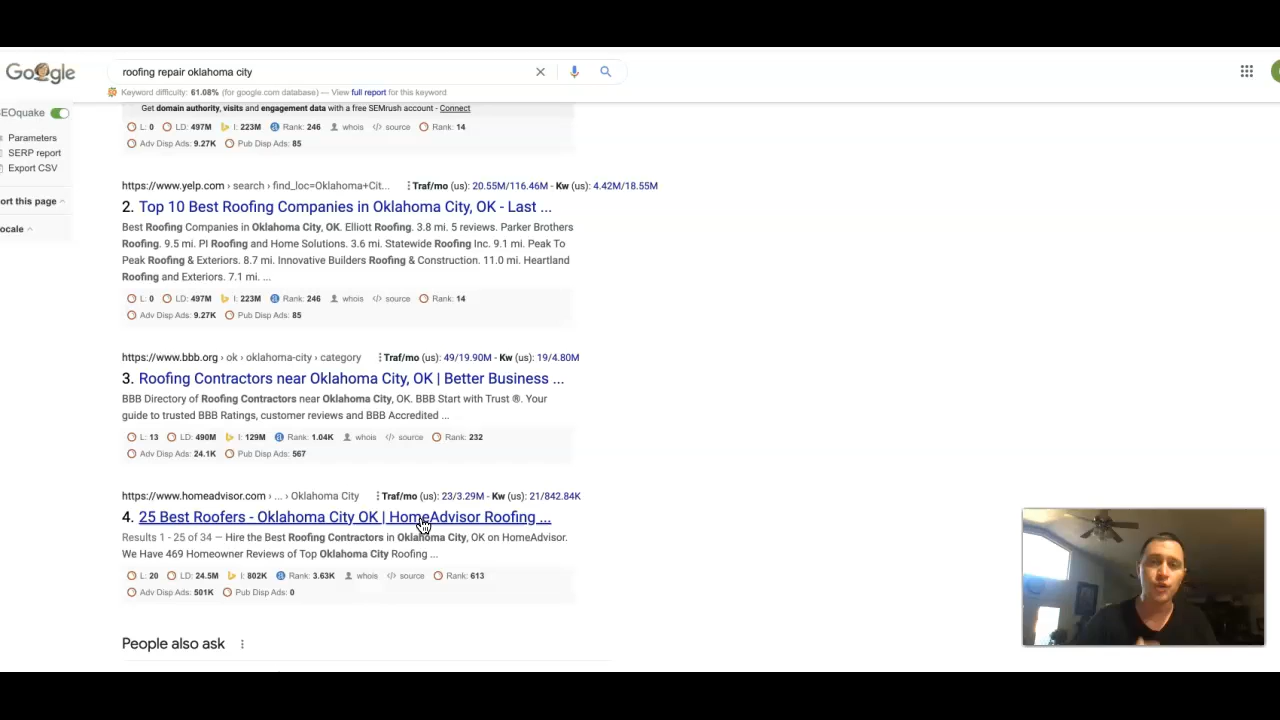 Google
roofing repair oklahoma city
Keyword difficulty: 61.08% (for google.com database) — View full report for this keyword
EOquake
Parameters
SERP report
Export CSV
ort this page
ocale
Get domain authority, visits and engagement data with a free SEMrush account - Connect
L: 0 LD: 497M I: 223M Rank: 246 whois </> source Rank: 14
Adv Disp Ads: 9.27K Pub Disp Ads: 85
https://www.yelp.com › search › find_loc=Oklahoma+Cit... Traf/mo (us): 20.55M/116.46M - Kw (us): 4.42M/18.55M
2. Top 10 Best Roofing Companies in Oklahoma City, OK - Last ...
Best Roofing Companies in Oklahoma City, OK. Elliott Roofing. 3.8 mi. 5 reviews. Parker Brothers
Roofing. 9.5 mi. PI Roofing and Home Solutions. 3.6 mi. Statewide Roofing Inc. 9.1 mi. Peak To
Peak Roofing & Exteriors. 8.7 mi. Innovative Builders Roofing & Construction. 11.0 mi. Heartland
Roofing and Exteriors. 7.1 mi. ...
L: 0 LD: 497M I: 223M Rank: 246 whois </> source Rank: 14
Adv Disp Ads: 9.27K Pub Disp Ads: 85
https://www.bbb.org › ok › oklahoma-city › category Traf/mo (us): 49/19.90M - Kw (us): 19/4.80M
3. Roofing Contractors near Oklahoma City, OK | Better Business ...
BBB Directory of Roofing Contractors near Oklahoma City, OK. BBB Start with Trust ®. Your
guide to trusted BBB Ratings, customer reviews and BBB Accredited ...
L: 13 LD: 490M I: 129M Rank: 1.04K whois </> source Rank: 232
Adv Disp Ads: 24.1K Pub Disp Ads: 567
https://www.homeadvisor.com › ... › Oklahoma City Traf/mo (us): 23/3.29M - Kw (us): 21/842.84K
4. 25 Best Roofers - Oklahoma City OK | HomeAdvisor Roofing ...
Results 1 - 25 of 34 — Hire the Best Roofing Contractors in Oklahoma City, OK on HomeAdvisor.
We Have 469 Homeowner Reviews of Top Oklahoma City Roofing ...
L: 20 LD: 24.5M I: 802K Rank: 3.63K whois </> source Rank: 613
Adv Disp Ads: 501K Pub Disp Ads: 0
People also ask